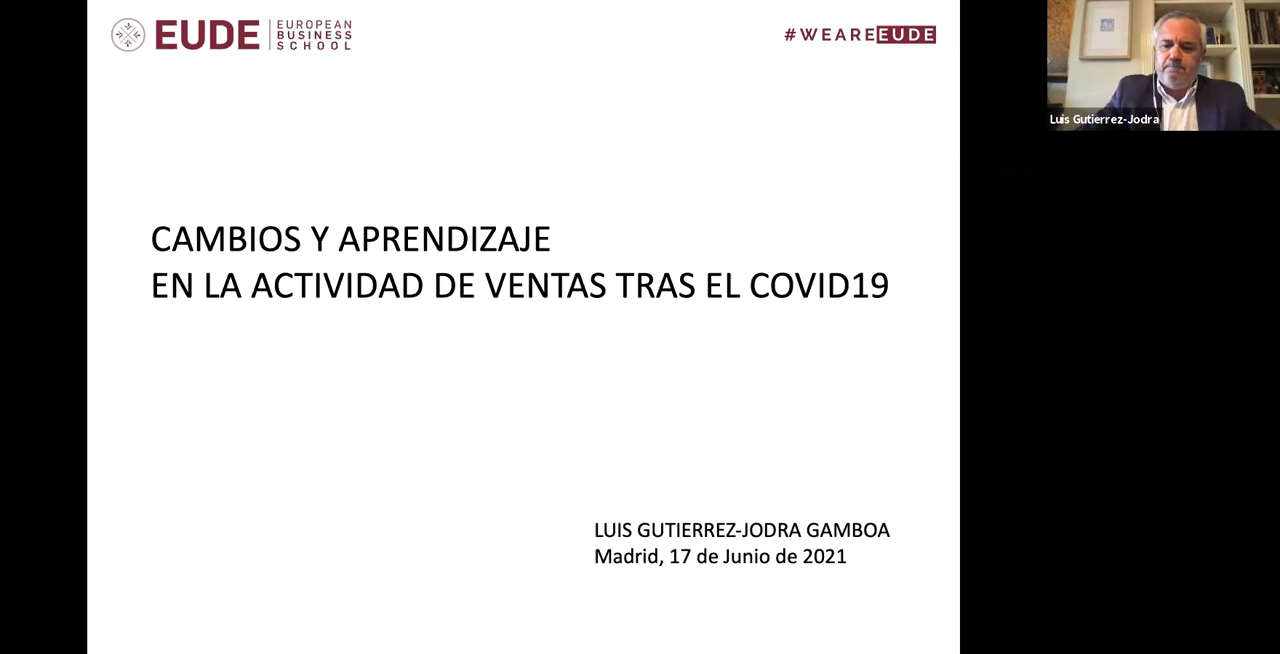 EUDE
EUROPEAN
BUSINESS
SCHOOL
#WEAREEUDE
Luis Gutierrez-Jodra
CAMBIOS Y APRENDIZAJE
EN LA ACTIVIDAD DE VENTAS TRAS EL COVID19
LUIS GUTIERREZ-JODRA GAMBOA
Madrid, 17 de Junio de 2021